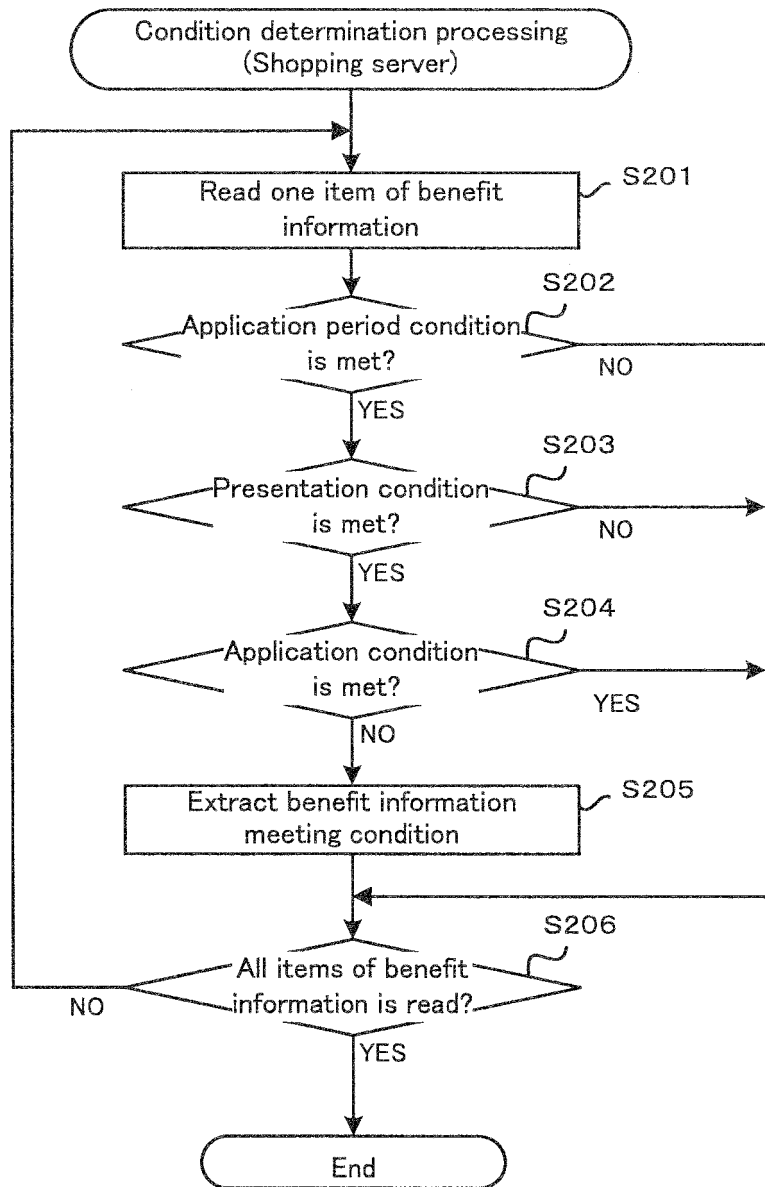 Condition determination processing
(Shopping server)
Read one item of benefit
information
S201
S202
Application period condition
is met?
NO
YES
S203
Presentation condition
is met?
NO
YES
S204
Application condition
is met?
YES
NO
Extract benefit information
meeting condition
S205
S206
All items of benefit
information is read?
NO
YES
End